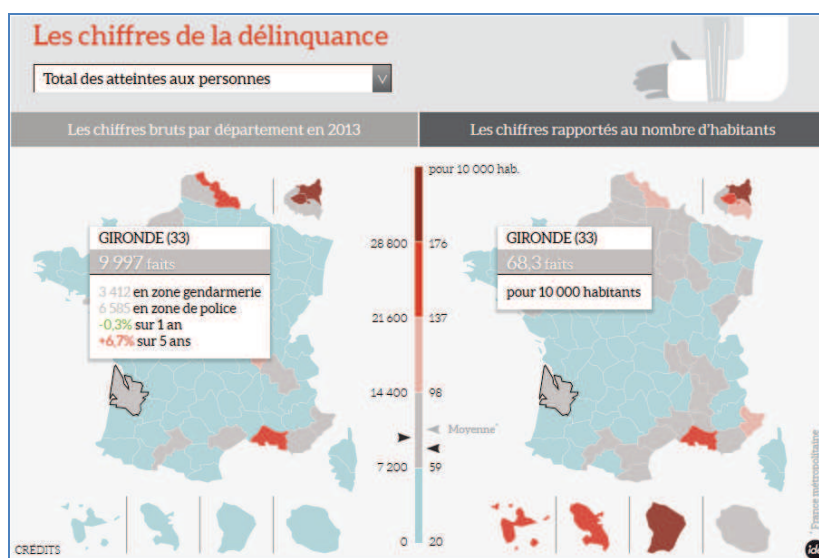 Les chiffres de la délinquance
Total des atteintes aux personnes
Les chiffres bruts par département en 2013
Les chiffres rapportés au nombre d'habitants
pour 10 000 hab.
GIRONDE (33)
9 997 faits
3 412 en zone gendarmerie
6 585 en zone de police
-0,3% sur 1 an
+6,7% sur 5 ans
28 800 176
21 600 137
14 400 98
Moyenne*
7 200 59
0 20
GIRONDE (33)
68,3 faits
pour 10 000 habitants
* France métropolitaine
CRÉDITS